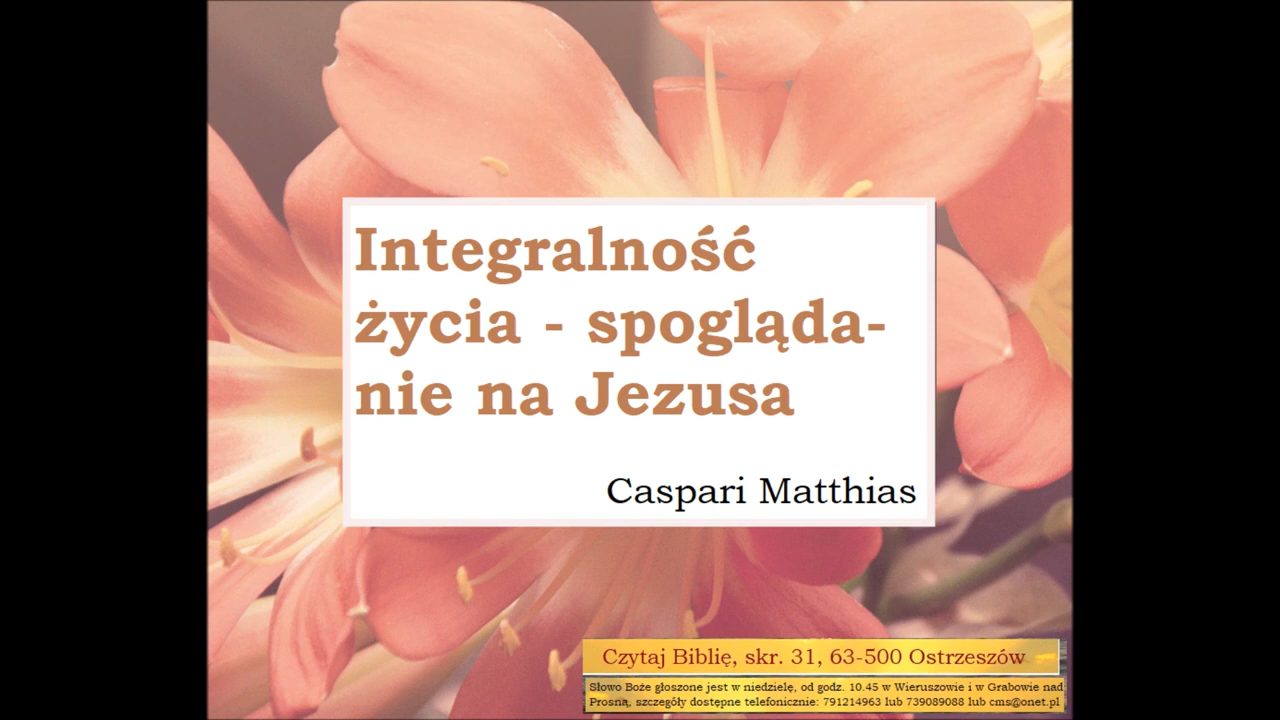 Integralność
życia - spogląda-
nie na Jezusa
Caspari Matthias
Czytaj Biblię, skr. 31, 63-500 Ostrzeszów
Słowo Boże głoszone jest w niedzielę, od godz. 10.45 w Wieruszowie i w Grabowie nad
Prosną, szczegóły dostępne telefonicznie: 791214963 lub 739089088 lub cms@onet.pl